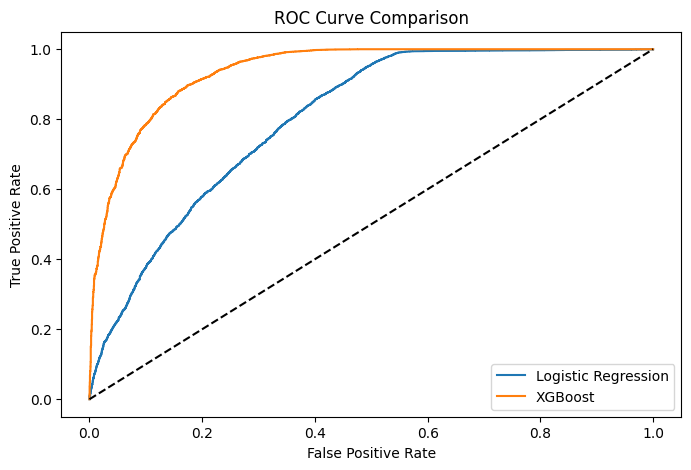 ROC Curve Comparison
True Positive Rate
1.0
0.8
0.6
0.4
0.2
0.0
0.0 0.2 0.4 0.6 0.8 1.0
False Positive Rate
Logistic Regression
XGBoost